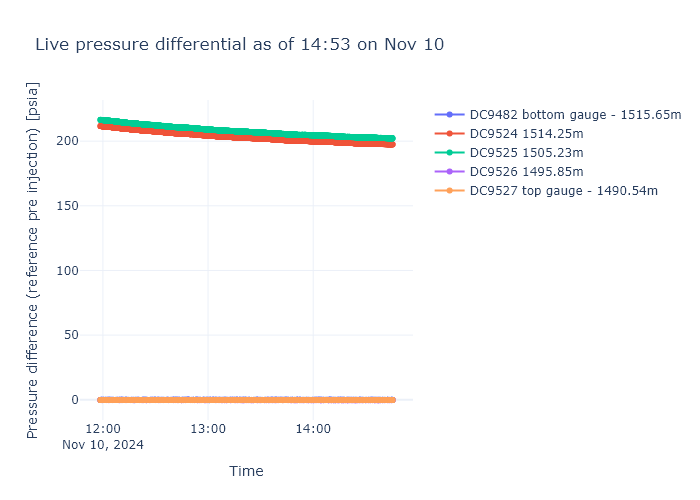 Live pressure differential as of 14:53 on Nov 10
Pressure difference (reference pre injection) [psia]
200
150
100
50
0
12:00
Nov 10, 2024
13:00
14:00
Time
DC9482 bottom gauge - 1515.65m
DC9524 1514.25m
DC9525 1505.23m
DC9526 1495.85m
DC9527 top gauge - 1490.54m